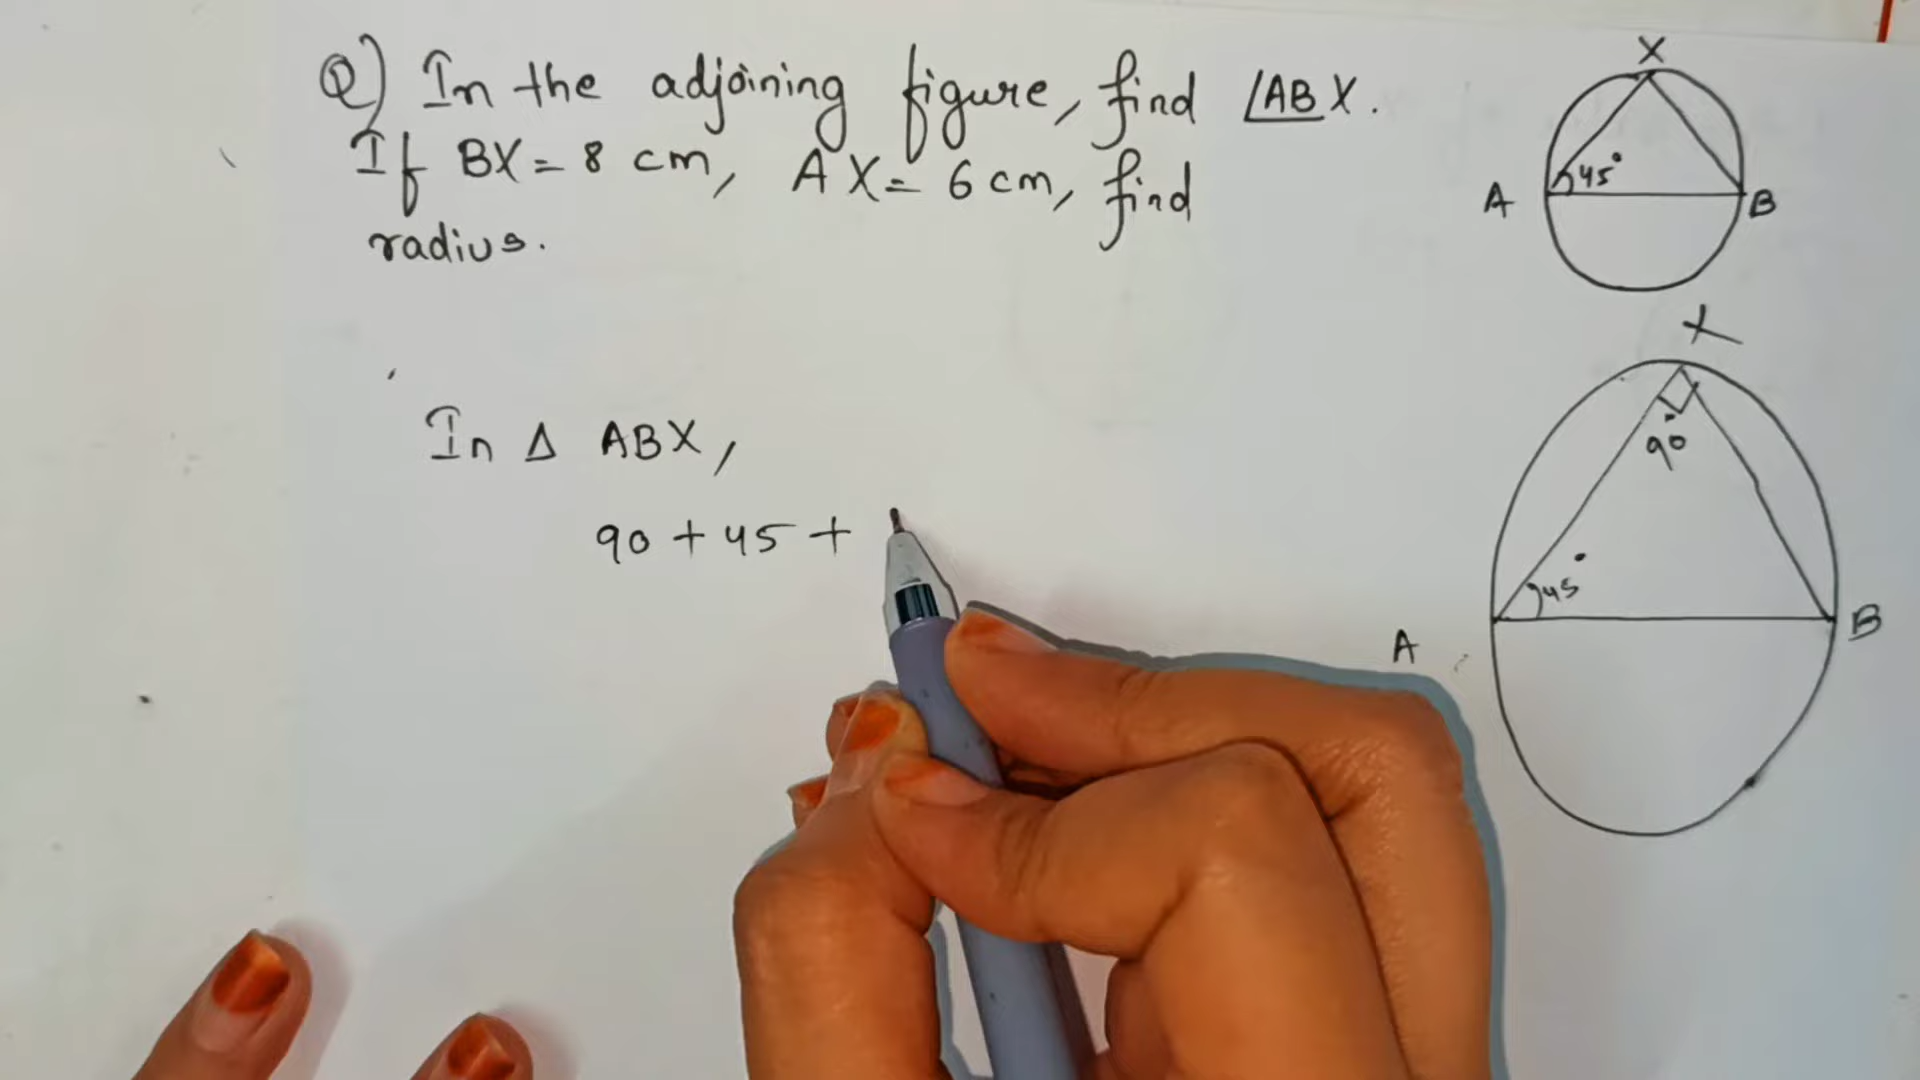 Q) In the adjoining figure, find ∠ABX.
If BX = 8 cm, AX = 6 cm, find
radius.
X
45°
A
B
X
90°
45°
A
B
In Δ ABX,
90 + 45 +